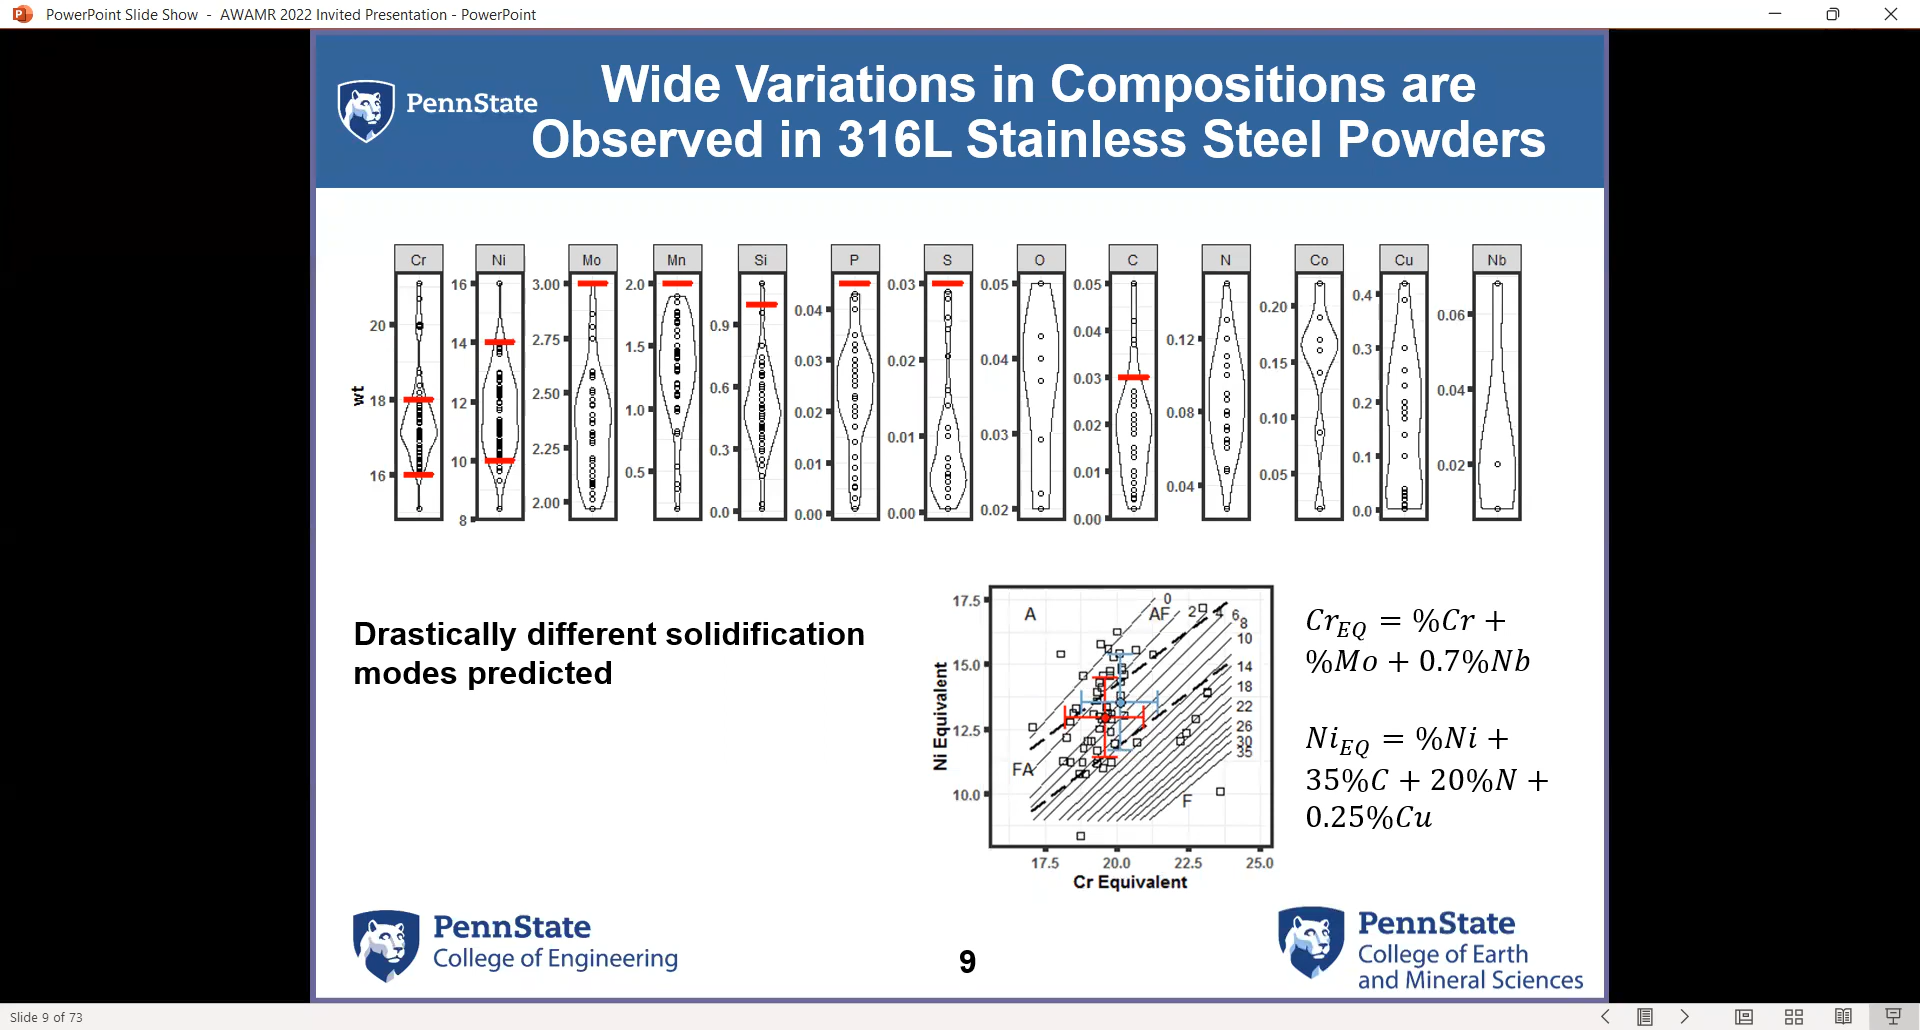 PowerPoint Slide Show - AWAMR 2022 Invited Presentation - PowerPoint
PennState
Wide Variations in Compositions are
Observed in 316L Stainless Steel Powders
Cr Ni Mo Mn Si P S O C N Co Cu Nb
wt
20
18
16
16
14
12
10
8
3.00
2.75
2.50
2.25
2.00
2.0
1.5
1.0
0.5
0.9
0.6
0.3
0.0
0.04
0.03
0.02
0.01
0.00
0.03
0.02
0.01
0.00
0.05
0.04
0.03
0.02
0.05
0.04
0.03
0.02
0.01
0.00
0.12
0.08
0.04
0.20
0.15
0.10
0.05
0.4
0.3
0.2
0.1
0.0
0.06
0.04
0.02
Drastically different solidification
modes predicted
Ni Equivalent
17.5
15.0
12.5
10.0
A
AF
FA
F
0
2
4
6
8
10
14
18
22
26
30
35
17.5 20.0 22.5 25.0
Cr Equivalent
Cr_EQ = %Cr +
%Mo + 0.7%Nb
Ni_EQ = %Ni +
35%C + 20%N +
0.25%Cu
PennState
College of Engineering
9
PennState
College of Earth
and Mineral Sciences
Slide 9 of 73